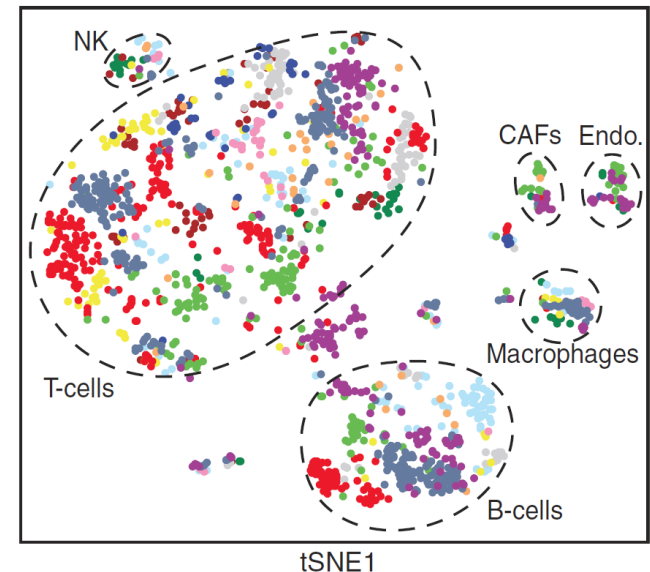 NK
CAFs Endo.
Macrophages
T-cells
B-cells
tSNE1